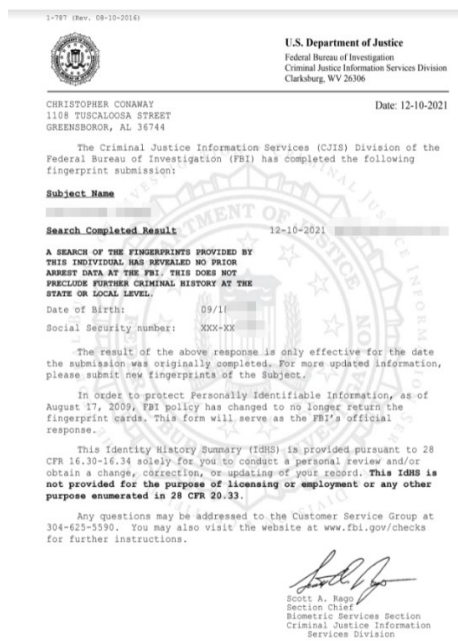 1-787 (Rev. 08-10-2016)
U.S. Department of Justice
Federal Bureau of Investigation
Criminal Justice Information Services Division
Clarksburg, WV 26306
CHRISTOPHER CONAWAY
1108 TUSCALOOSA STREET
GREENSBOROR, AL 36744
Date: 12-10-2021
The Criminal Justice Information Services (CJIS) Division of the
Federal Bureau of Investigation (FBI) has completed the following
fingerprint submission:
Subject Name
Search Completed Result
12-10-2021
A SEARCH OF THE FINGERPRINTS PROVIDED BY
THIS INDIVIDUAL HAS REVEALED NO PRIOR
ARREST DATA AT THE FBI. THIS DOES NOT
PRECLUDE FURTHER CRIMINAL HISTORY AT THE
STATE OR LOCAL LEVEL.
Date of Birth: 09/1
Social Security number: XXX-XX
The result of the above response is only effective for the date
the submission was originally completed. For more updated information,
please submit new fingerprints of the Subject.
In order to protect Personally Identifiable Information, as of
August 17, 2009, FBI policy has changed to no longer return the
fingerprint cards. This will serve as the FBI's official
response.
This Identity History Summary (IdHS) is provided pursuant to 28
CFR 16.30-16.34 solely for you to conduct a personal review and/or
obtain a change, correction, or updating of your record. This IdHS is
not provided for the purpose of licensing or employment or any other
purpose enumerated in 28 CFR 20.33.
Any questions may be addressed to the Customer Service Group at
304-625-5590. You may also visit the website at www.fbi.gov/checks
for further instructions.
Scott A. Rago
Section Chief
Biometric Services Section
Criminal Justice Information
Services Division